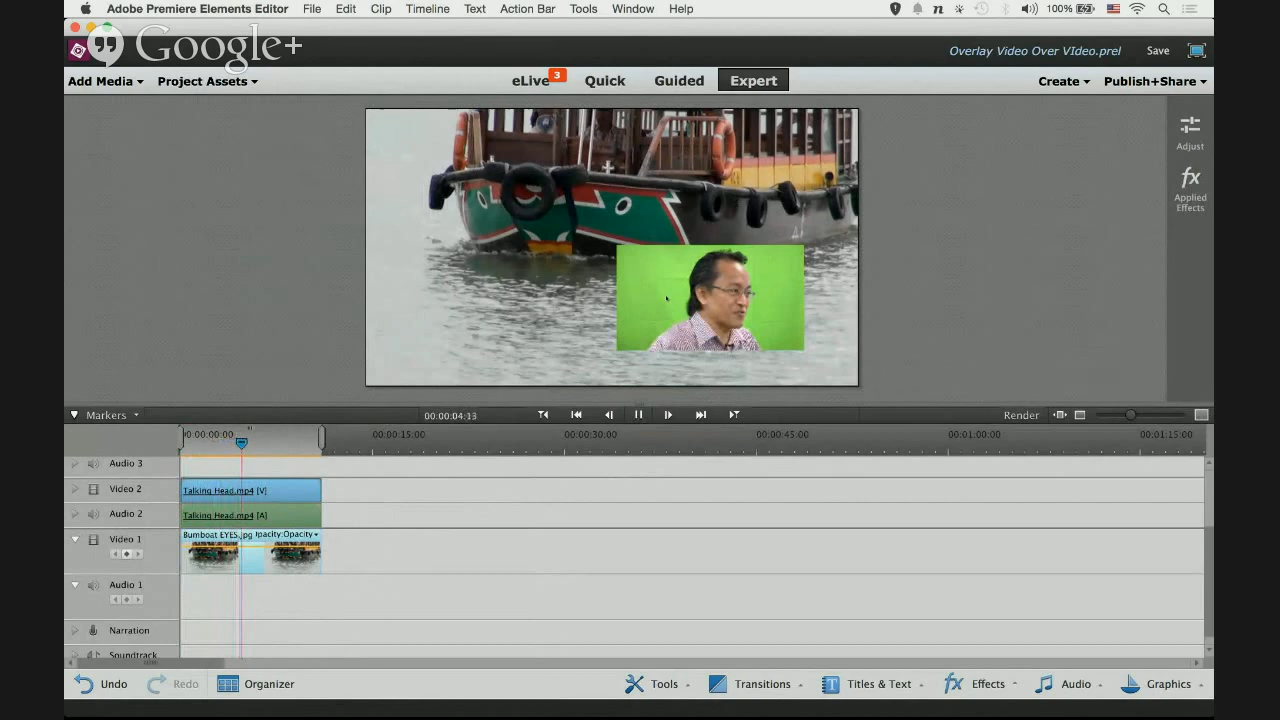 Adobe Premiere Elements Editor File Edit Clip Timeline Text Action Bar Tools Window Help 100%
Google+
Overlay Video Over VIdeo.prel Save
Add Media Project Assets eLive 3 Quick Guided Expert Create Publish+Share
Adjust
fx
Applied
Effects
Markers 00:00:04:13 Render
00:00:00:00 00:00:15:00 00:00:30:00 00:00:45:00 00:01:00:00 00:01:15:00
Audio 3
Video 2 Talking Head.mp4 [V]
Audio 2 Talking Head.mp4 [A]
Video 1 Bumboat EYES.jpg pacity:Opacity
Audio 1
Narration
Soundtrack
Undo Redo Organizer Tools Transitions T Titles & Text fx Effects Audio Graphics